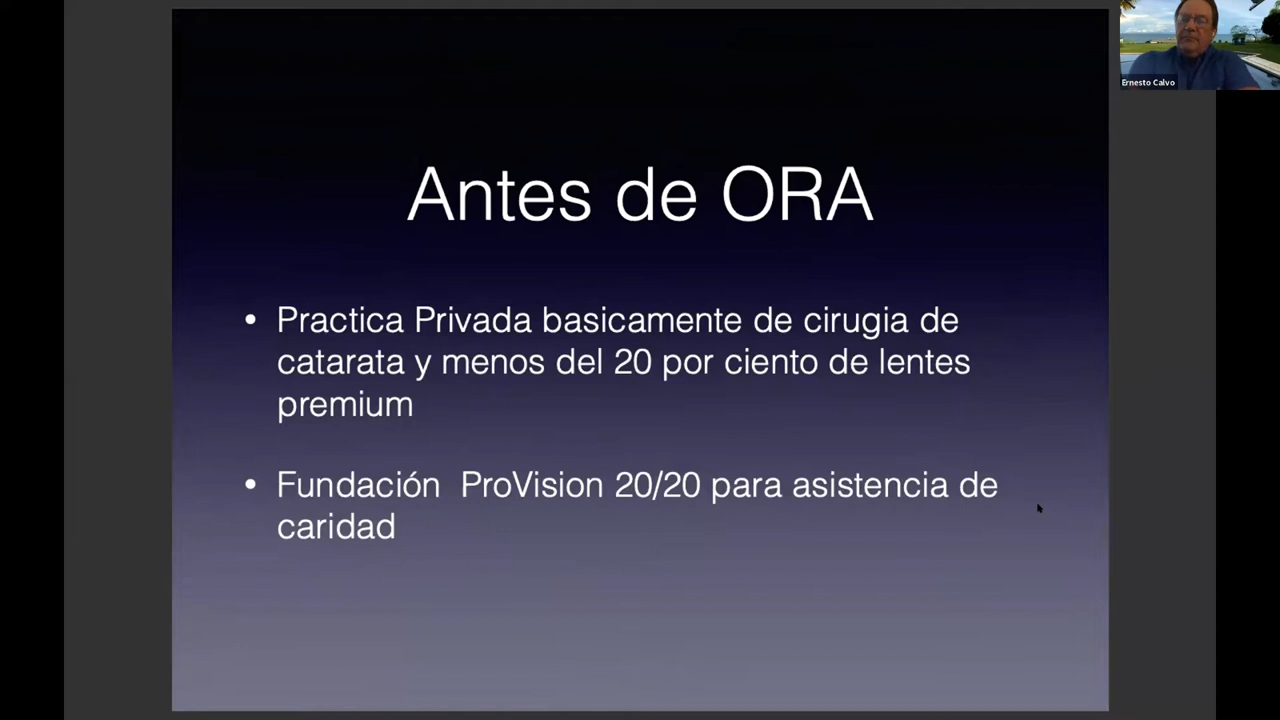 Antes de ORA
• Practica Privada basicamente de cirugia de
catarata y menos del 20 por ciento de lentes
premium
• Fundación ProVision 20/20 para asistencia de
caridad
Ernesto Calvo